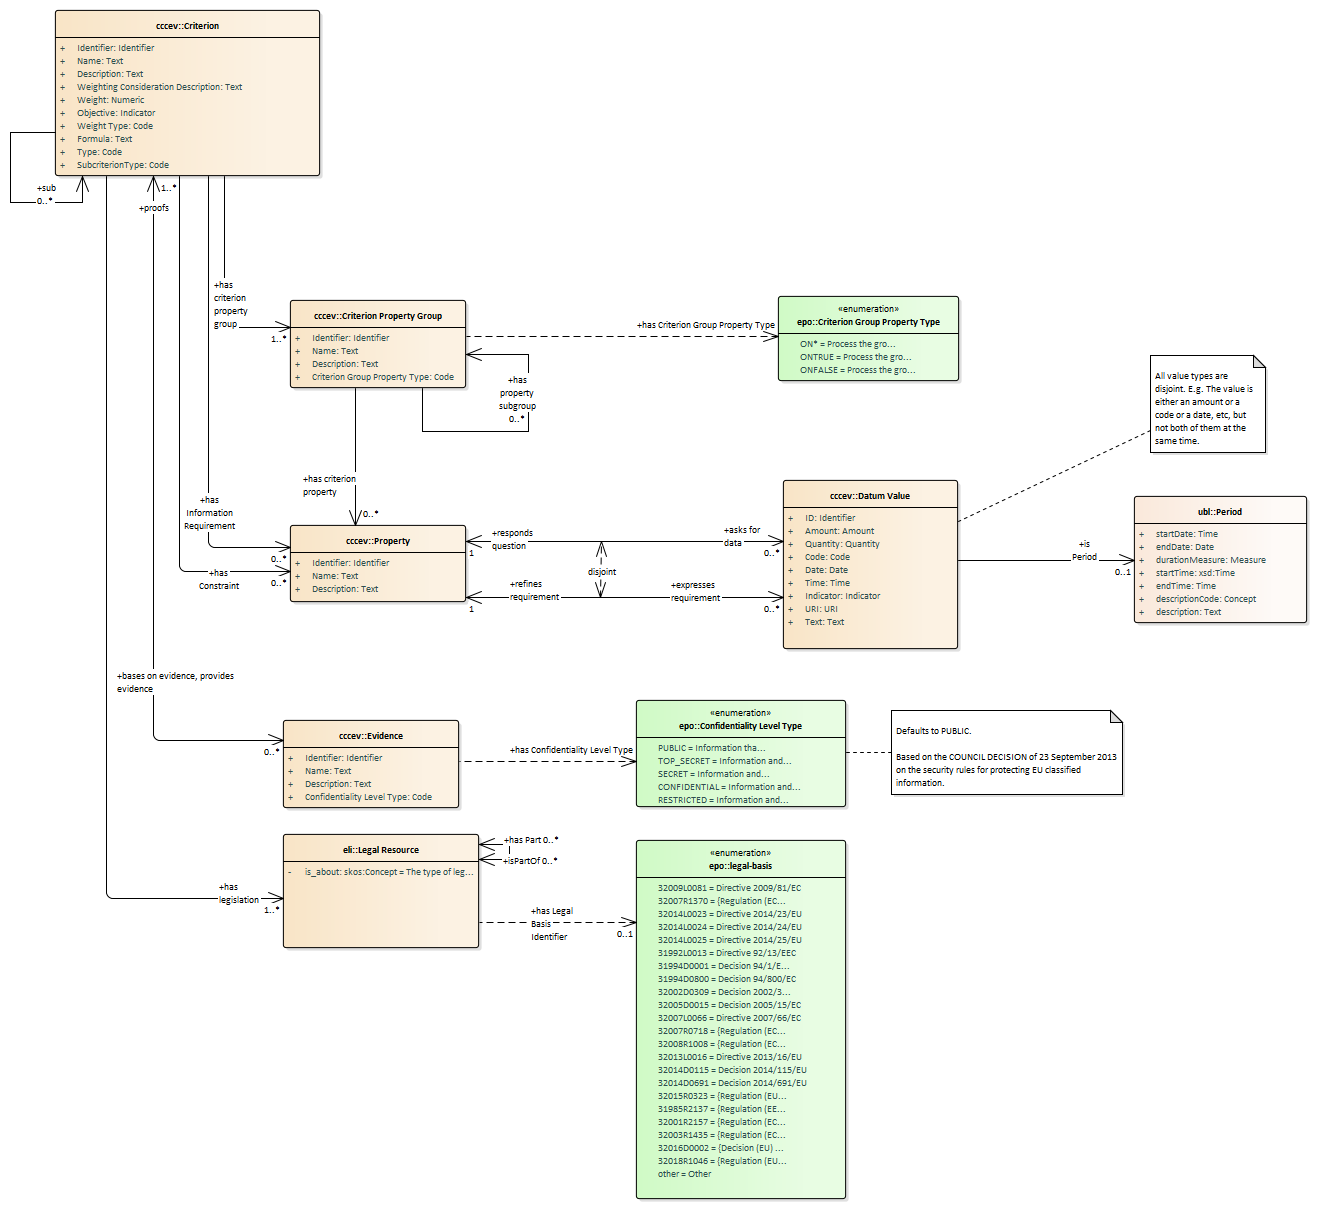 cccev::Criterion
+ Identifier: Identifier
+ Name: Text
+ Description: Text
+ Weighting Consideration Description: Text
+ Weight: Numeric
+ Objective: Indicator
+ Weight Type: Code
+ Formula: Text
+ Type: Code
+ SubcriterionType: Code
+sub
0..*
1..*
+proofs
+has
criterion
property
group
1..*
cccev::Criterion Property Group
+ Identifier: Identifier
+ Name: Text
+ Description: Text
+ Criterion Group Property Type: Code
+has Criterion Group Property Type
«enumeration»
epo::Criterion Group Property Type
ON* = Process the gro...
ONTRUE = Process the gro...
ONFALSE = Process the gro...
+has
property
subgroup
0..*
All value types are
disjoint. E.g. The value is
either an amount or a
code or a date, etc, but
not both of them at the
same time.
+has criterion
property
0..*
+has
Information
Requirement
0..*
+has
Constraint
0..*
cccev::Property
+ Identifier: Identifier
+ Name: Text
+ Description: Text
+responds
question
1
+asks for
data
0..*
disjoint
+refines
requirement
1
+expresses
requirement
0..*
cccev::Datum Value
+ ID: Identifier
+ Amount: Amount
+ Quantity: Quantity
+ Code: Code
+ Date: Date
+ Time: Time
+ Indicator: Indicator
+ URI: URI
+ Text: Text
+is
Period
0..1
ubl::Period
+ startDate: Time
+ endDate: Date
+ durationMeasure: Measure
+ startTime: xsd:Time
+ endTime: Time
+ descriptionCode: Concept
+ description: Text
+bases on evidence, provides
evidence
0..*
cccev::Evidence
+ Identifier: Identifier
+ Name: Text
+ Description: Text
+ Confidentiality Level Type: Code
+has Confidentiality Level Type
«enumeration»
epo::Confidentiality Level Type
PUBLIC = Information tha...
TOP_SECRET = Information and...
SECRET = Information and...
CONFIDENTIAL = Information and...
RESTRICTED = Information and...
Defaults to PUBLIC.
Based on the COUNCIL DECISION of 23 September 2013
on the security rules for protecting EU classified
information.
+has
legislation
1..*
eli::Legal Resource
- is_about: skos:Concept = The type of leg...
+has Part 0..*
+isPartOf 0..*
+has Legal
Basis
Identifier
0..1
«enumeration»
epo::legal-basis
32009L0081 = Directive 2009/81/EC
32007R1370 = {Regulation (EC...
32014L0023 = Directive 2014/23/EU
32014L0024 = Directive 2014/24/EU
32014L0025 = Directive 2014/25/EU
31992L0013 = Directive 92/13/EEC
31994D0001 = Decision 94/1/E...
31994D0800 = Decision 94/800/EC
32002D0309 = Decision 2002/3...
32005D0015 = Decision 2005/15/EC
32007L0066 = Directive 2007/66/EC
32007R0718 = {Regulation (EC...
32008R1008 = {Regulation (EC...
32013L0016 = Directive 2013/16/EU
32014D0115 = Decision 2014/115/EU
32014D0691 = Decision 2014/691/EU
32015R0323 = {Regulation (EU...
31985R2137 = {Regulation (EE...
32001R2157 = {Regulation (EC...
32003R1435 = {Regulation (EC...
32016D0002 = {Decision (EU) ...
32018R1046 = {Regulation (EU...
other = Other